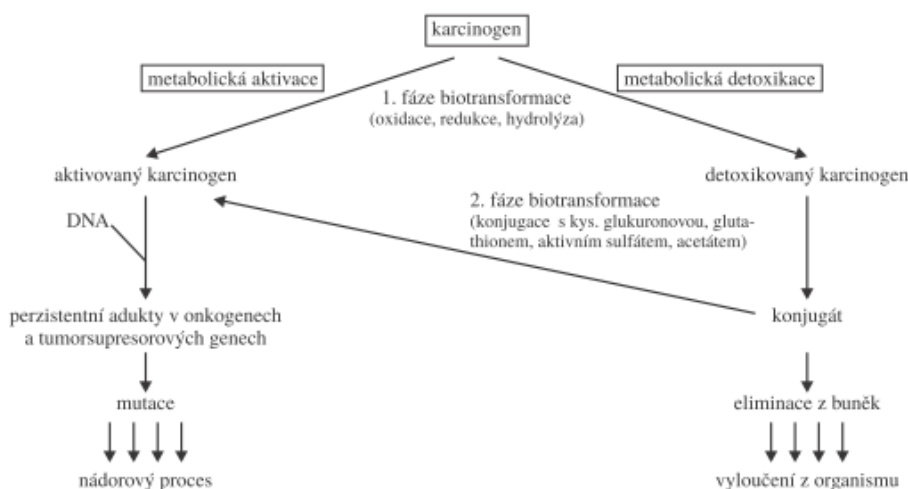 karcinogen
metabolická aktivace
metabolická detoxikace
1. fáze biotransformace
(oxidace, redukce, hydrolýza)
aktivovaný karcinogen
detoxikovaný karcinogen
2. fáze biotransformace
(konjugace s kys. glukuronovou, gluta-
thionem, aktivním sulfátem, acetátem)
DNA
perzistentní adukty v onkogenech
a tumorsupresorových genech
konjugát
mutace
eliminace z buněk
nádorový proces
vyloučení z organismu